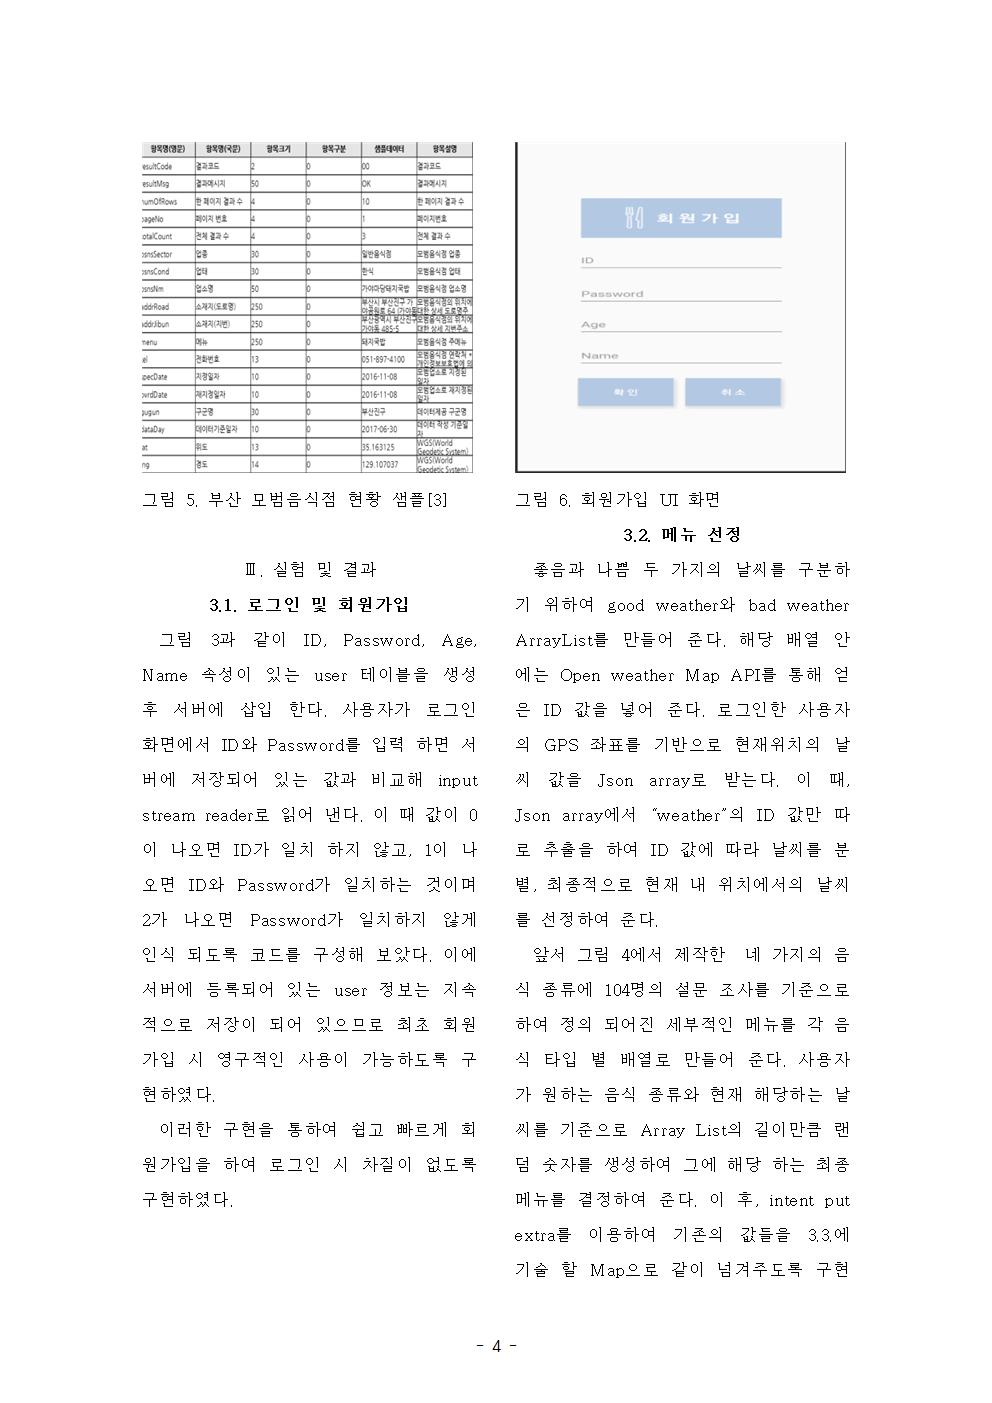 항목명(영문) 항목명(국문) 항목크기 항목구분 샘플데이터 항목설명
esultCode 결과코드 2 0 00 결과코드
esultMsg 결과메시지 50 0 OK 결과메시지
numOfRows 한 페이지 결과 수 4 0 10 한 페이지 결과 수
pageNo 페이지 번호 4 0 1 페이지번호
otalCount 전체 결과 수 4 0 3 전체 결과 수
osnsSector 업종 30 0 일반음식점 모범음식점 업종
osnsCond 업태 30 0 한식 모범음식점 업태
osnsNm 업소명 50 0 가야마당돼지국밥 모범음식점 업소명
addrRoad 소재지(도로명) 250 0 부산시 부산진구 가야공원로 64 (가야동 모범음식점의 위치에 대한 상세 도로명주
addrJibun 소재지(지번) 250 0 부산광역시 부산진구 가야동 485-5 모범음식점의 위치에 대한 상세 지번주소
menu 메뉴 250 0 돼지국밥 모범음식점 주메뉴
el 전화번호 13 0 051-897-4100 모범음식점 연락처 * 개인정보보호법에 의
specDate 지정일자 10 0 2016-11-08 모범업소로 지정된 일자
ovrdDate 재지정일자 10 0 2016-11-08 모범업소로 재지정된 일자
gugun 구군명 30 0 부산진구 데이터제공 구군명
dataDay 데이터기준일자 10 0 2017-06-30 데이터 작성 기준일자
at 위도 13 0 35.163125 WGS(World Geodetic System)
ng 경도 14 0 129.107037 WGS(World Geodetic System)
그림 5. 부산 모범음식점 현황 샘플[3]
Ⅲ. 실험 및 결과
3.1. 로그인 및 회원가입
그림 3과 같이 ID, Password, Age,
Name 속성이 있는 user 테이블을 생성
후 서버에 삽입 한다. 사용자가 로그인
화면에서 ID와 Password를 입력 하면 서
버에 저장되어 있는 값과 비교해 input
stream reader로 읽어 낸다. 이 때 값이 0
이 나오면 ID가 일치 하지 않고, 1이 나
오면 ID와 Password가 일치하는 것이며
2가 나오면 Password가 일치하지 않게
인식 되도록 코드를 구성해 보았다. 이에
서버에 등록되어 있는 user 정보는 지속
적으로 저장이 되어 있으므로 최초 회원
가입 시 영구적인 사용이 가능하도록 구
현하였다.
이러한 구현을 통하여 쉽고 빠르게 회
원가입을 하여 로그인 시 차질이 없도록
구현하였다.
회원가입
ID
Password
Age
Name
확인 취소
그림 6. 회원가입 UI 화면
3.2. 메뉴 선정
좋음과 나쁨 두 가지의 날씨를 구분하
기 위하여 good weather와 bad weather
ArrayList를 만들어 준다. 해당 배열 안
에는 Open weather Map API를 통해 얻
은 ID 값을 넣어 준다. 로그인한 사용자
의 GPS 좌표를 기반으로 현재위치의 날
씨 값을 Json array로 받는다. 이 때,
Json array에서 “weather”의 ID 값만 따
로 추출을 하여 ID 값에 따라 날씨를 분
별, 최종적으로 현재 내 위치에서의 날씨
를 선정하여 준다.
앞서 그림 4에서 제작한 네 가지의 음
식 종류에 104명의 설문 조사를 기준으로
하여 정의 되어진 세부적인 메뉴를 각 음
식 타입 별 배열로 만들어 준다. 사용자
가 원하는 음식 종류와 현재 해당하는 날
씨를 기준으로 Array List의 길이만큼 랜
덤 숫자를 생성하여 그에 해당 하는 최종
메뉴를 결정하여 준다. 이 후, intent put
extra를 이용하여 기존의 값들을 3.3.에
기술 할 Map으로 같이 넘겨주도록 구현
- 4 -